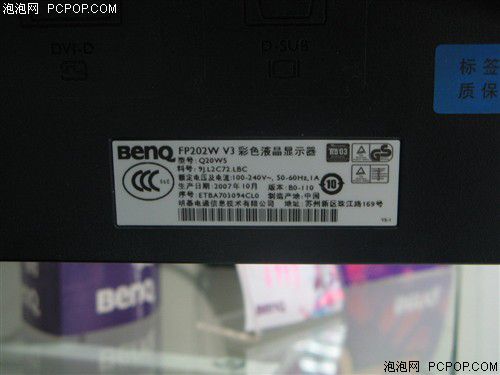 泡泡网 PCPOP.COM
DVI-D
D-SUB
标签
质保
BenQ FP202W V3 彩色液晶显示器
型号: Q20W5
料号: 9J.L2C72.LBC
额定电压及电流:100-240V~, 50-60Hz,1A
生产日期: 2007年10月 版本: B0-110
序号: ETBA703094CL0 制造产地:中国
明基电通信息技术有限公司 地址: 苏州新区珠江路169号
CCC
10
BenQ
BenQ
泡泡网 PCPOP.COM